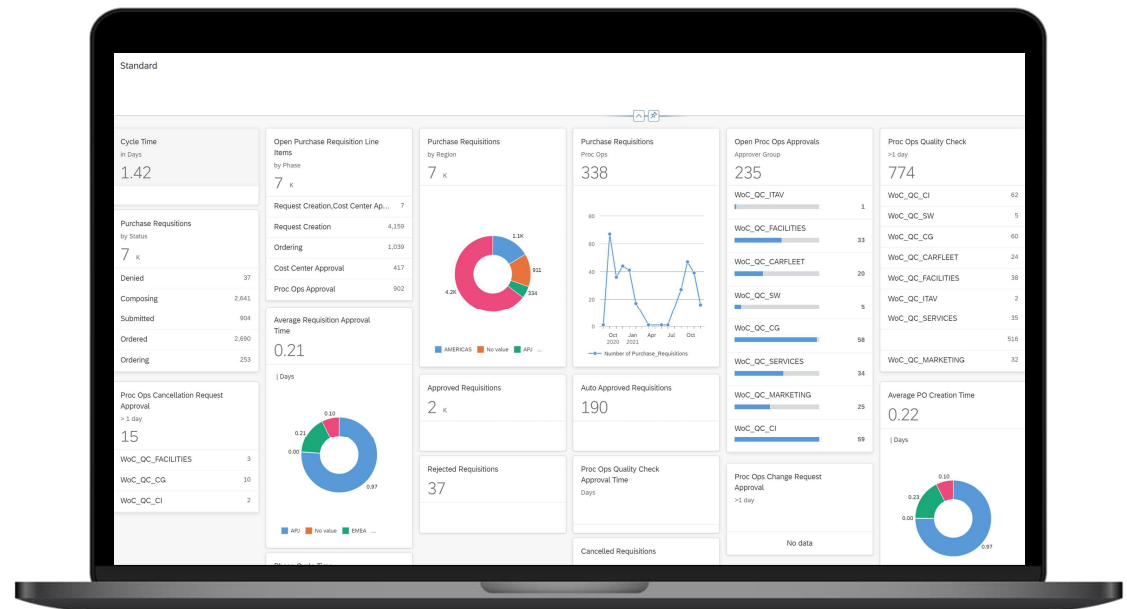 Standard
Cycle Time
in Days
1.42
Purchase Requsitions
by Status
7 K
Denied 37
Composing 2,641
Submitted 904
Ordered 2,690
Ordering 253
Proc Ops Cancellation Request
Approval
> 1 day
15
WoC_QC_FACILITIES 3
WoC_QC_CG 10
WoC_QC_CI 2
Open Purchase Requisition Line
Items
by Phase
7 K
Request Creation,Cost Center Ap... 7
Request Creation 4,159
Ordering 1,039
Cost Center Approval 417
Proc Ops Approval 902
Average Requisition Approval
Time
0.21
| Days
0.10
0.21
0.00
0.97
APJ No value EMEA ...
Purchase Requisitions
by Region
7 K
1.1K
911
334
4.2K
AMERICAS No value APJ ...
Approved Requisitions
2 K
Rejected Requisitions
37
Purchase Requisitions
Proc Ops
338
80
60
40
20
0
Oct Jan Apr Jul Oct
2020 2021
Number of Purchase_Requisitions
Auto Approved Requisitions
190
Proc Ops Quality Check
Approval Time
Days
Cancelled Requisitions
Open Proc Ops Approvals
Approver Group
235
WoC_QC_ITAV
1
WoC_QC_FACILITIES
33
WoC_QC_CARFLEET
20
WoC_QC_SW
5
WoC_QC_CG
58
WoC_QC_SERVICES
34
WoC_QC_MARKETING
25
WoC_QC_CI
59
Proc Ops Change Request
Approval
>1 day
No data
Proc Ops Quality Check
>1 day
774
WoC_QC_CI 62
WoC_QC_SW 5
WoC_QC_CG 60
WoC_QC_CARFLEET 24
WoC_QC_FACILITIES 38
WoC_QC_ITAV 2
WoC_QC_SERVICES 35
516
WoC_QC_MARKETING 32
Average PO Creation Time
0.22
| Days
0.10
0.23
0.00
0.97